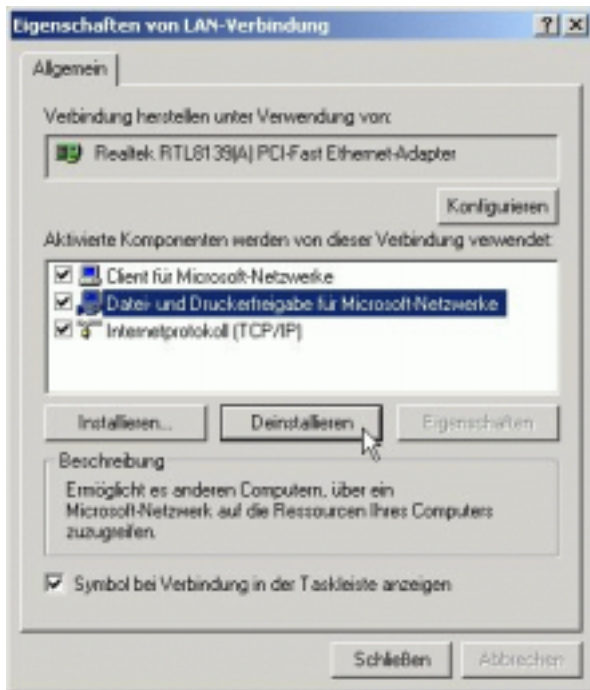 Eigenschaften von LAN-Verbindung
Allgemein
Verbindung herstellen unter Verwendung von:
Realtek RTL8139(A) PCI-Fast Ethernet-Adapter
Konfigurieren
Aktivierte Komponenten werden von dieser Verbindung verwendet:
Client für Microsoft-Netzwerke
Datei- und Druckerfreigabe für Microsoft-Netzwerke
Internetprotokoll (TCP/IP)
Installieren... Deinstallieren Eigenschaften
Beschreibung
Ermöglicht es anderen Computern, über ein
Microsoft-Netzwerk auf die Ressourcen Ihres Computers
zuzugreifen.
Symbol bei Verbindung in der Taskleiste anzeigen
Schließen Abbrechen